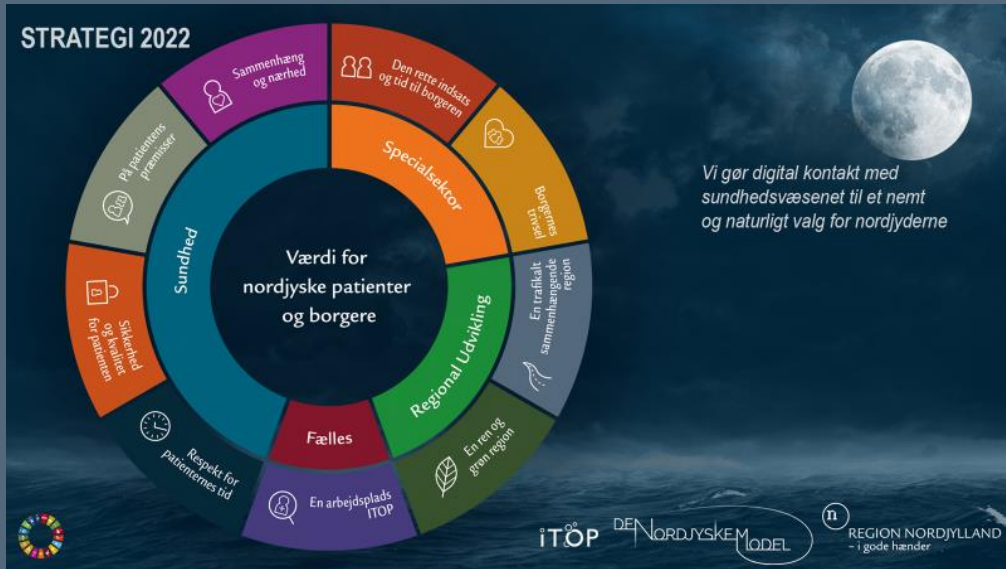 STRATEGI 2022
Sammenhæng
og nærhed
Den rette indsats
og tid til borgeren
Borgernes
trivsel
En trafikalt
sammenhængende
region
En ren og
grøn region
En arbejdsplads
ITOP
Respekt for
patienternes tid
Sikkerhed
og kvalitet
for patienten
På patientens
præmisser
Sundhed
Specialsektor
Regional Udvikling
Fælles
Værdi for
nordjyske patienter
og borgere
Vi gør digital kontakt med
sundhedsvæsenet til et nemt
og naturligt valg for nordjyderne
iTOP
DE NORDJYSKE MODEL
n
REGION NORDJYLLAND
– i gode hænder